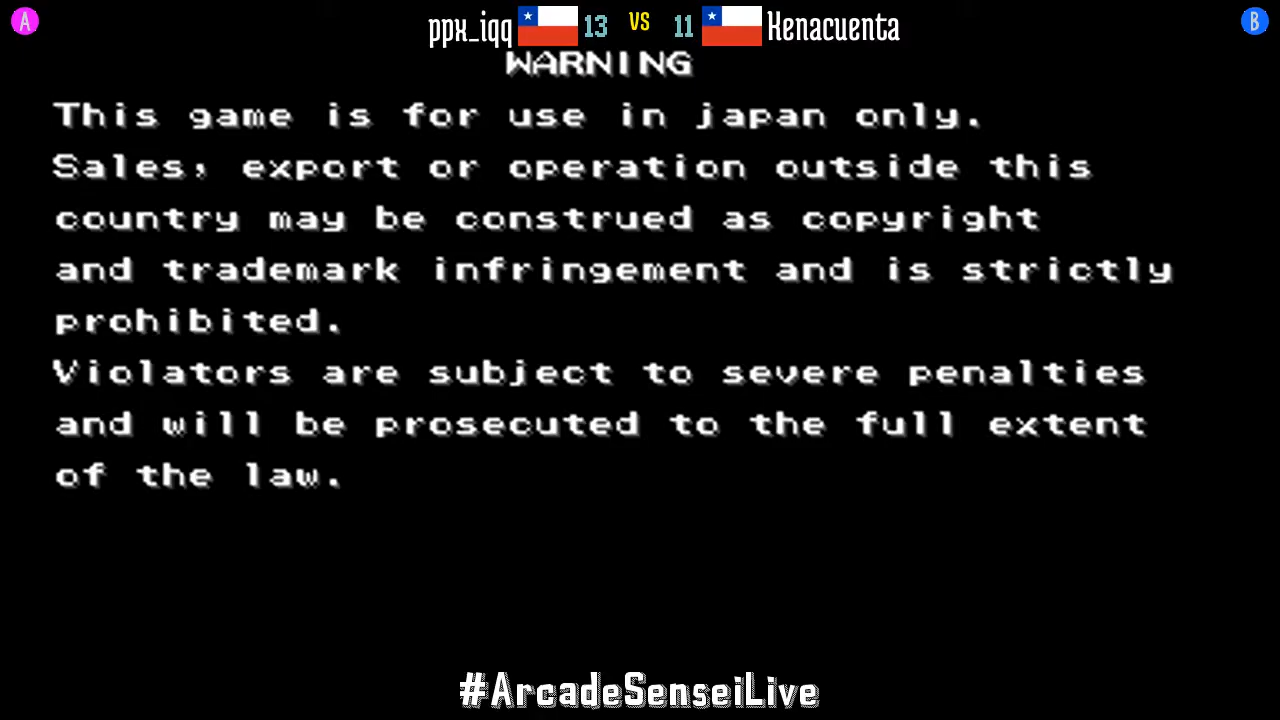 A ppx_iqq 13 VS 11 Kenacuenta B
WARNING
This game is for use in japan only.
Sales, export or operation outside this
country may be construed as copyright
and trademark infringement and is strictly
prohibited.
Violators are subject to severe penalties
and will be prosecuted to the full extent
of the law.
#ArcadeSenseiLive